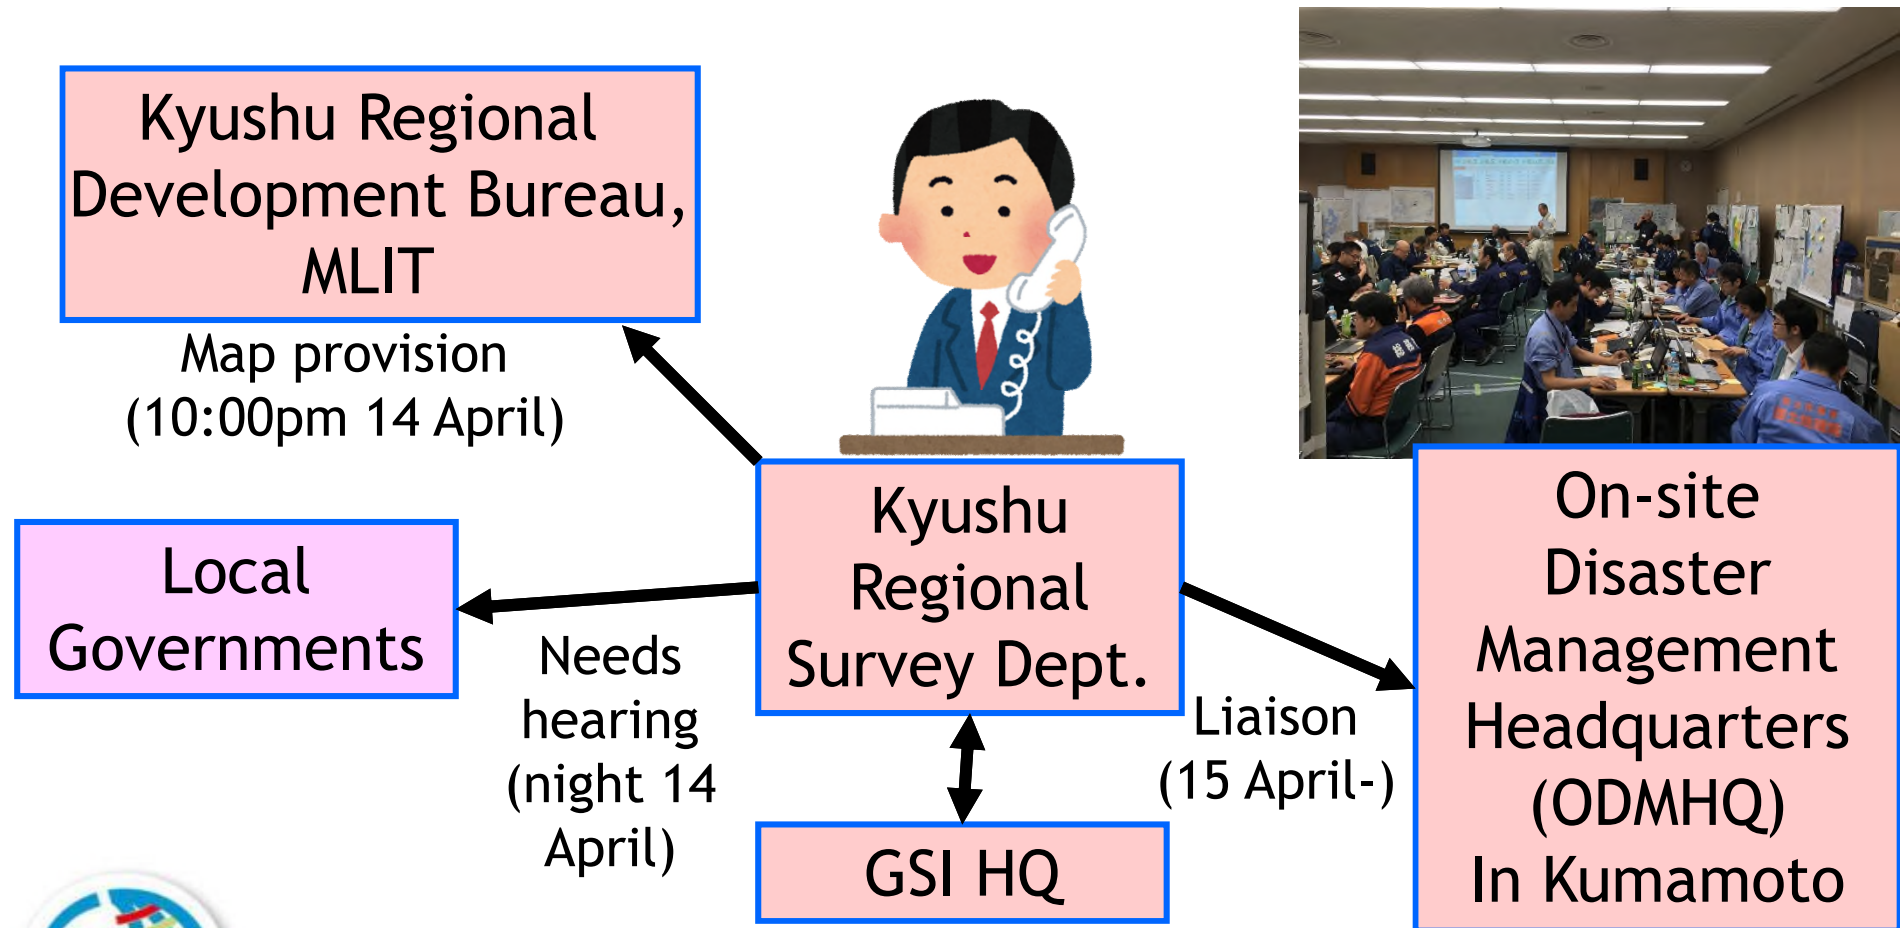 Kyushu Regional
Development Bureau,
MLIT
Map provision
(10:00pm 14 April)
Local
Governments
Needs
hearing
(night 14
April)
Kyushu
Regional
Survey Dept.
GSI HQ
Liaison
(15 April-)
On-site
Disaster
Management
Headquarters
(ODMHQ)
In Kumamoto